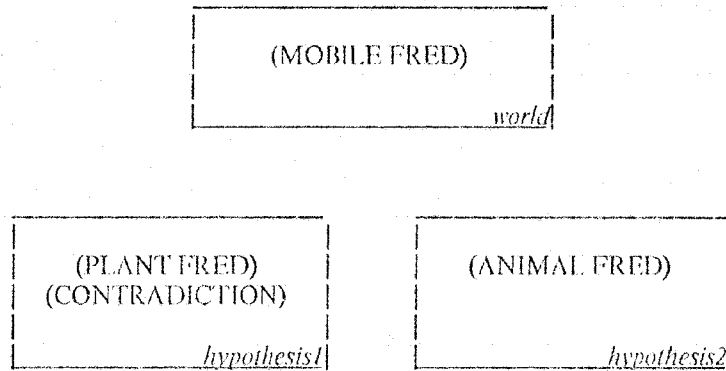 (MOBILE FRED)
world
(PLANT FRED)
(CONTRADICTION)
hypothesis1
(ANIMAL FRED)
hypothesis2